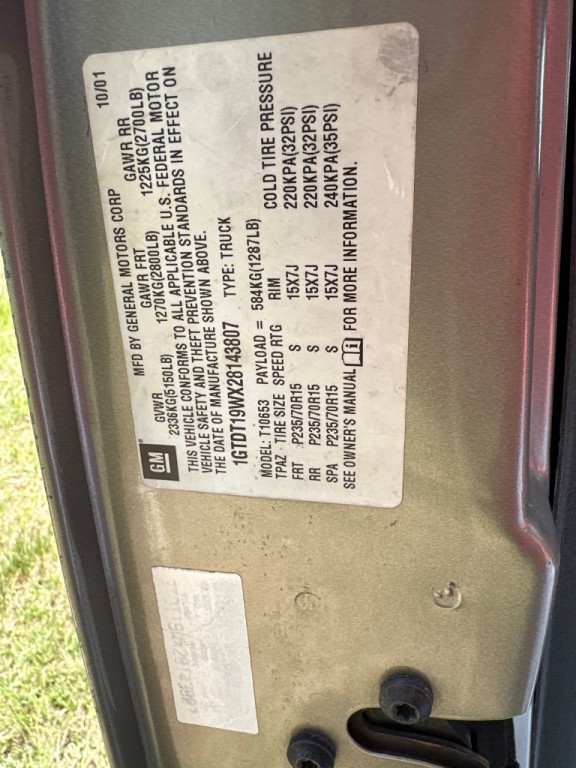 GM
MFD BY GENERAL MOTORS CORP 10/01
GVWR GAWR FRT GAWR RR
2336KG(5150LB) 1270KG(2800LB) 1225KG(2700LB)
THIS VEHICLE CONFORMS TO ALL APPLICABLE U.S. FEDERAL MOTOR
VEHICLE SAFETY AND THEFT PREVENTION STANDARDS IN EFFECT ON
THE DATE OF MANUFACTURE SHOWN ABOVE.
1GTDT19WX28143807 TYPE: TRUCK
MODEL: T10653 PAYLOAD = 584KG(1287LB)
TPAZ TIRE SIZE SPEED RTG RIM COLD TIRE PRESSURE
FRT P235/70R15 S 15X7J 220KPA(32PSI)
RR P235/70R15 S 15X7J 220KPA(32PSI)
SPA P235/70R15 S 15X7J 240KPA(35PSI)
SEE OWNER'S MANUAL FOR MORE INFORMATION.